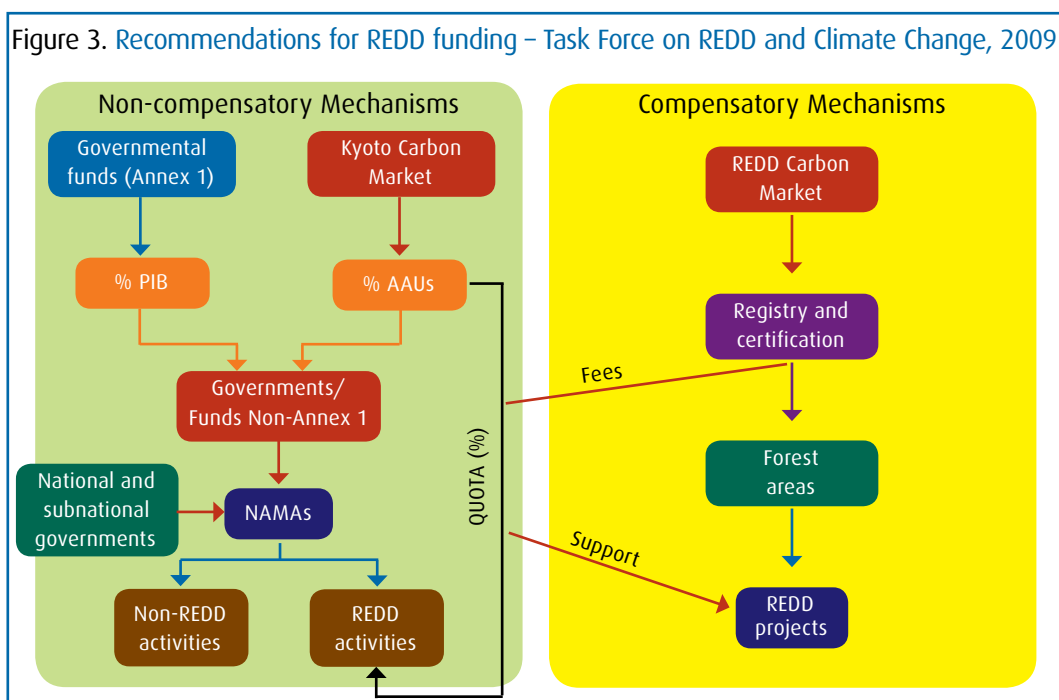 Figure 3. Recommendations for REDD funding – Task Force on REDD and Climate Change, 2009
Non-compensatory Mechanisms
Governmental
funds (Annex 1)
Kyoto Carbon
Market
% PIB
% AAUs
Governments/
Funds Non-Annex 1
National and
subnational
governments
NAMAs
Non-REDD
activities
REDD
activities
QUOTA (%)
Fees
Support
Compensatory Mechanisms
REDD Carbon
Market
Registry and
certification
Forest
areas
REDD
projects